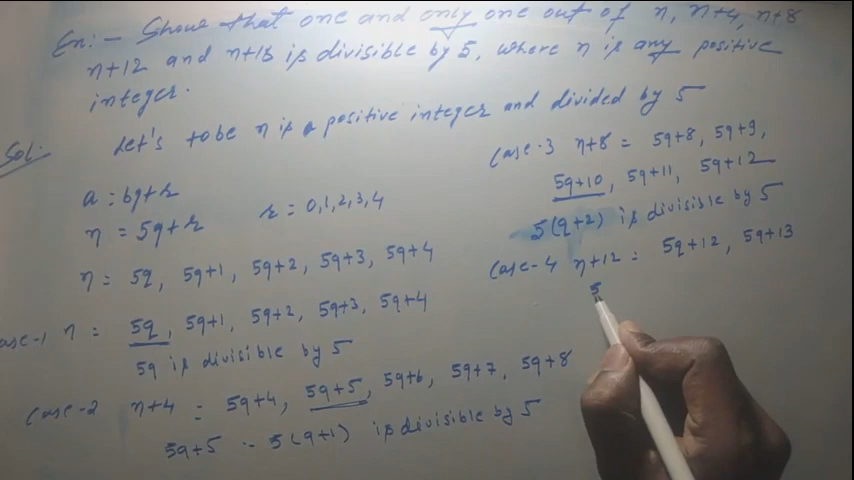 Ex:- Show that one and only one out of n, n+4, n+8
n+12 and n+16 is divisible by 5, where n is any positive
integer.
Sol:
Let's tobe n is a positive integer and divided by 5
a = bq+r
n = 5q+r r = 0,1,2,3,4
n = 5q, 5q+1, 5q+2, 5q+3, 5q+4
Case-1 n = 5q, 5q+1, 5q+2, 5q+3, 5q+4
5q is divisible by 5
Case-2 n+4 = 5q+4, 5q+5, 5q+6, 5q+7, 5q+8
5q+5 = 5(q+1) is divisible by 5
Case-3 n+8 = 5q+8, 5q+9,
5q+10, 5q+11, 5q+12
5(q+2) is divisible by 5
Case-4 n+12 = 5q+12, 5q+13
5